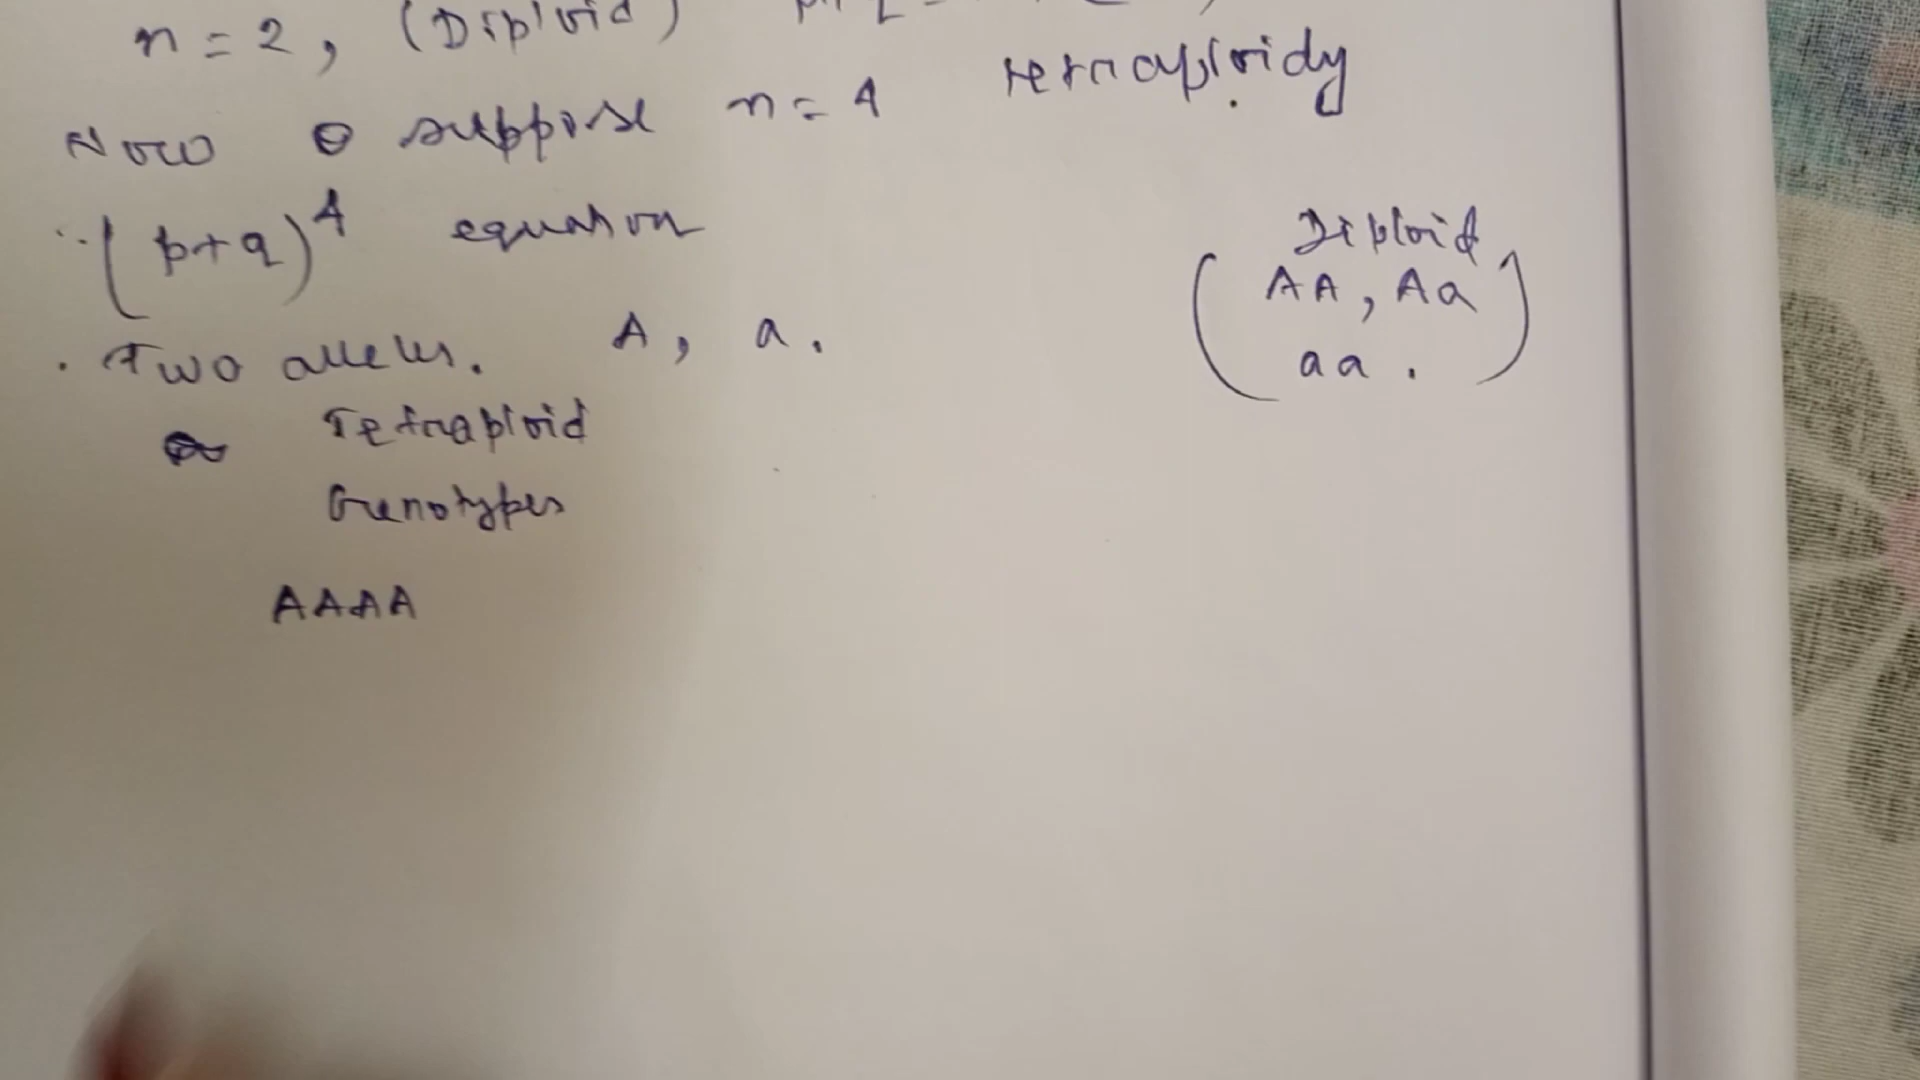 n = 2, (Diploid)
Now suppose n = 4 tetraploidy
(p+q)^4 equation
Two alleles. A, a.
Tetraploid
Genotypes
AAAA
Diploid
AA, Aa
aa.